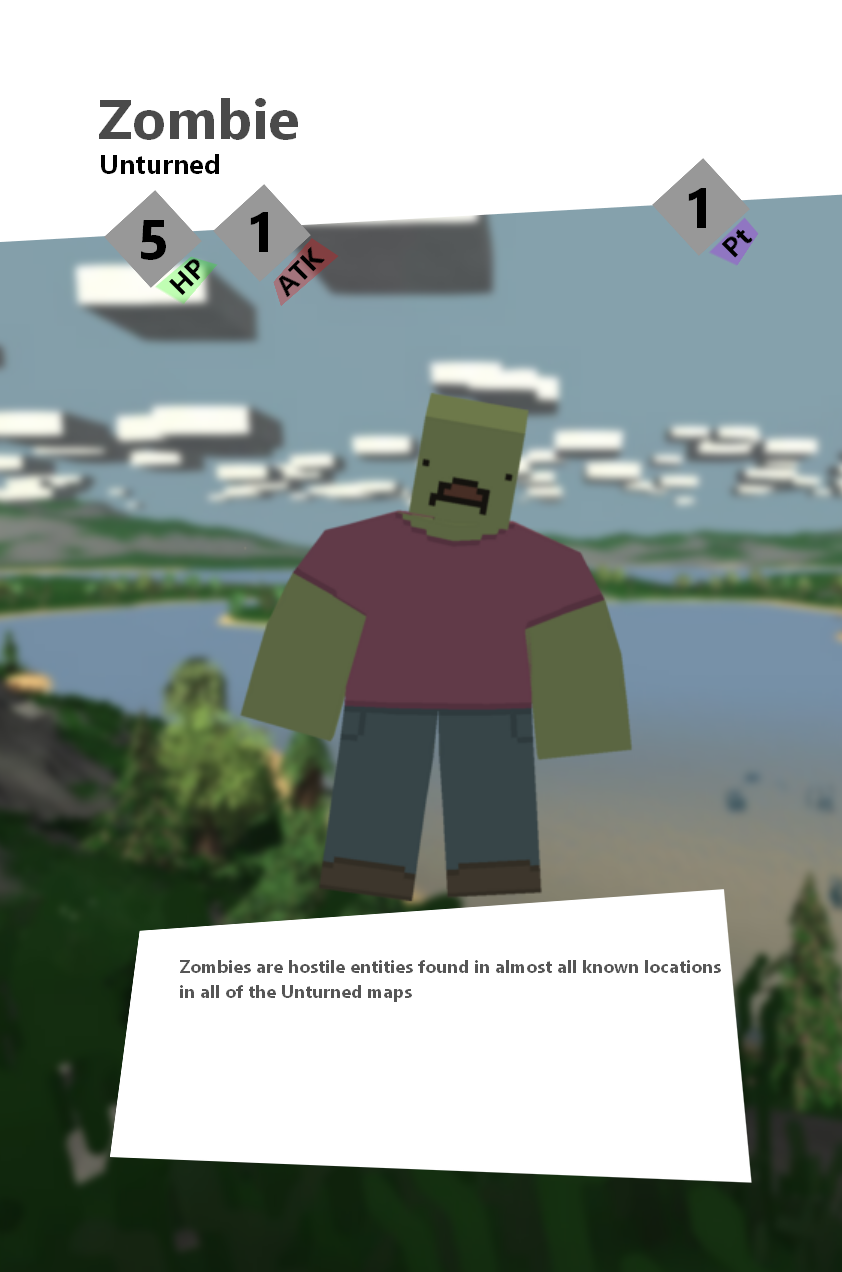 Zombie
Unturned
5 HP
1 ATK
1 Pt
Zombies are hostile entities found in almost all known locations
in all of the Unturned maps